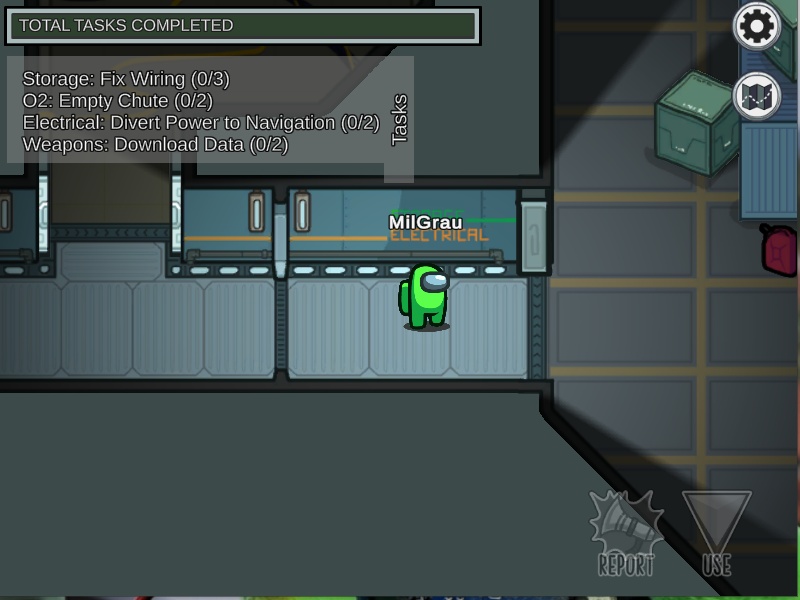 TOTAL TASKS COMPLETED
Storage: Fix Wiring (0/3)
O2: Empty Chute (0/2)
Electrical: Divert Power to Navigation (0/2)
Weapons: Download Data (0/2)
Tasks
MilGrau
ELECTRICAL
REPORT
USE